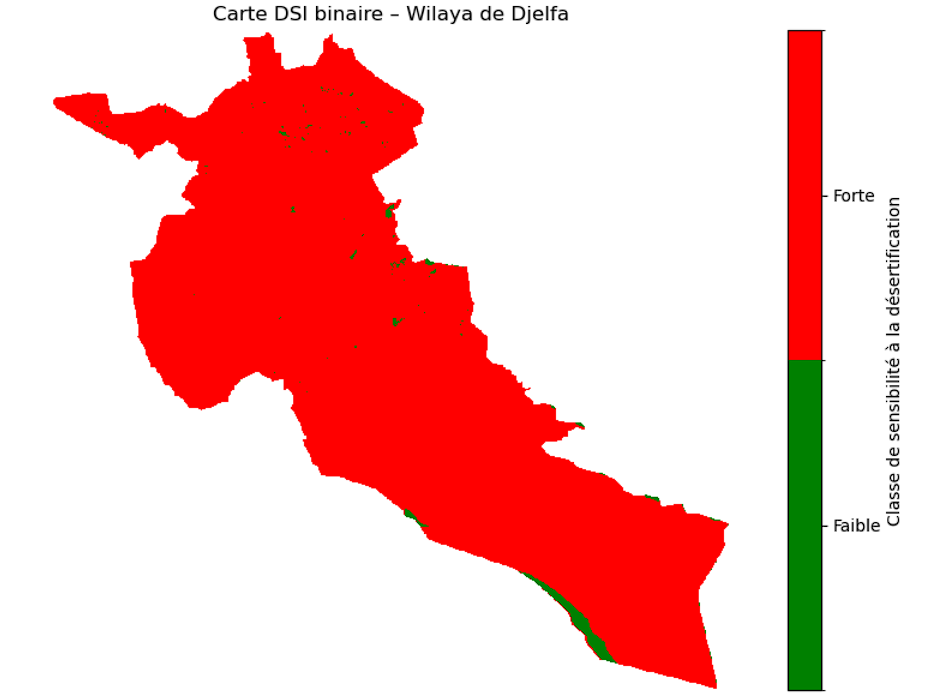 Carte DSI binaire – Wilaya de Djelfa
Forte
Faible
Classe de sensibilité à la désertification